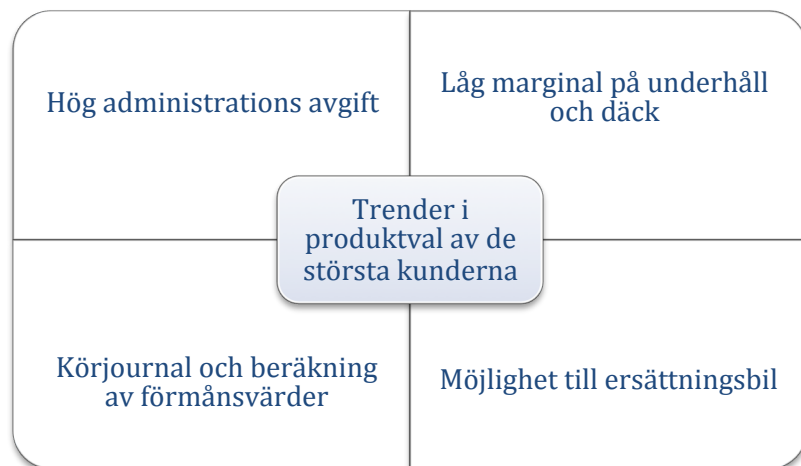 Hög administrations avgift
Låg marginal på underhåll
och däck
Trender i
produktval av de
största kunderna
Körjournal och beräkning
av förmånsvärder
Möjlighet till ersättningsbil